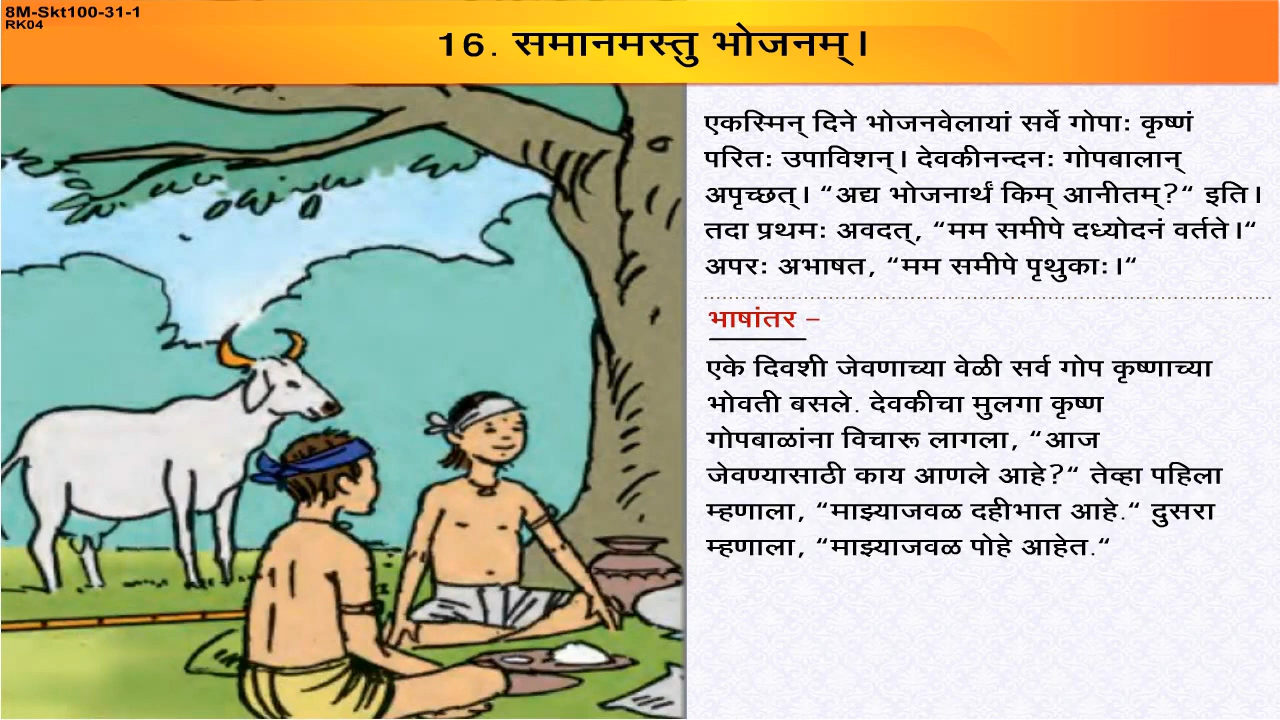 8M-Skt100-31-1
RK04
16. समानमस्तु भोजनम्।
एकस्मिन् दिने भोजनवेलायां सर्वे गोपाः कृष्णं
परितः उपाविशन्। देवकीनन्दनः गोपबालान्
अपृच्छत्। “अद्य भोजनार्थं किम् आनीतम्?“ इति।
तदा प्रथमः अवदत्, “मम समीपे दध्योदनं वर्तते।“
अपरः अभाषत, “मम समीपे पृथुकाः।“
भाषांतर –
एके दिवशी जेवणाच्या वेळी सर्व गोप कृष्णाच्या
भोवती बसले. देवकीचा मुलगा कृष्ण
गोपबाळांना विचारू लागला, “आज
जेवण्यासाठी काय आणले आहे?“ तेव्हा पहिला
म्हणाला, “माझ्याजवळ दहीभात आहे.“ दुसरा
म्हणाला, “माझ्याजवळ पोहे आहेत.“